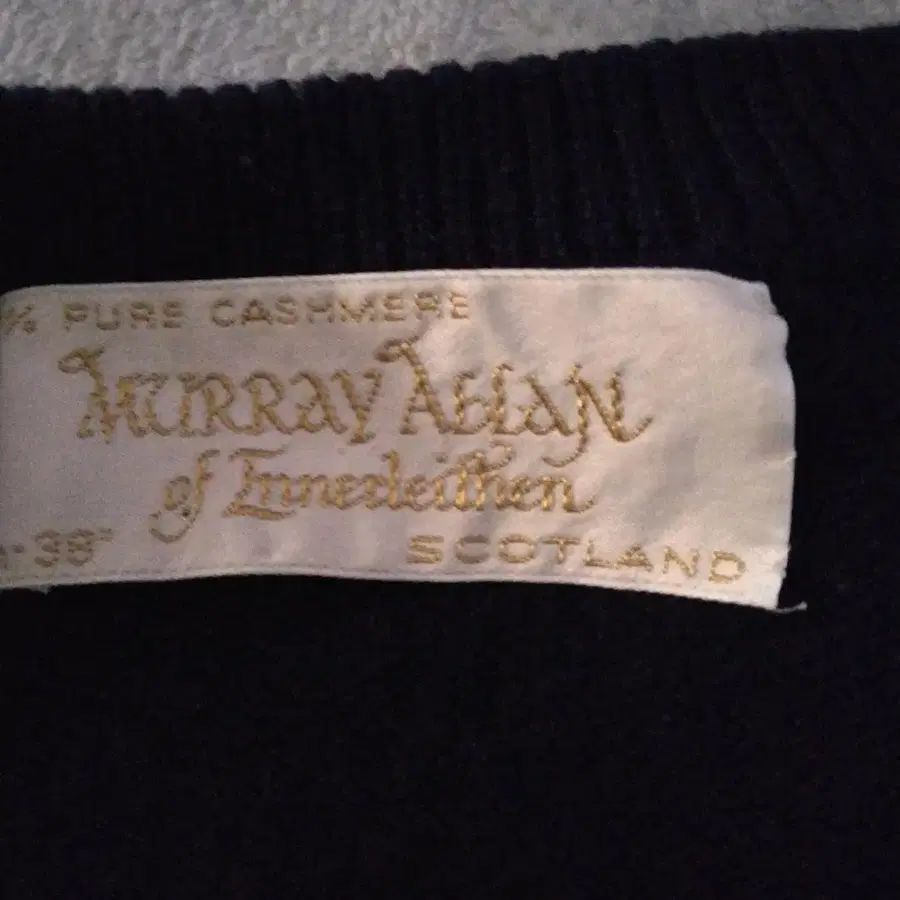 % PURE CASHMERE
MURRAY ALLAN
of Innerleithen
38"
SCOTLAND